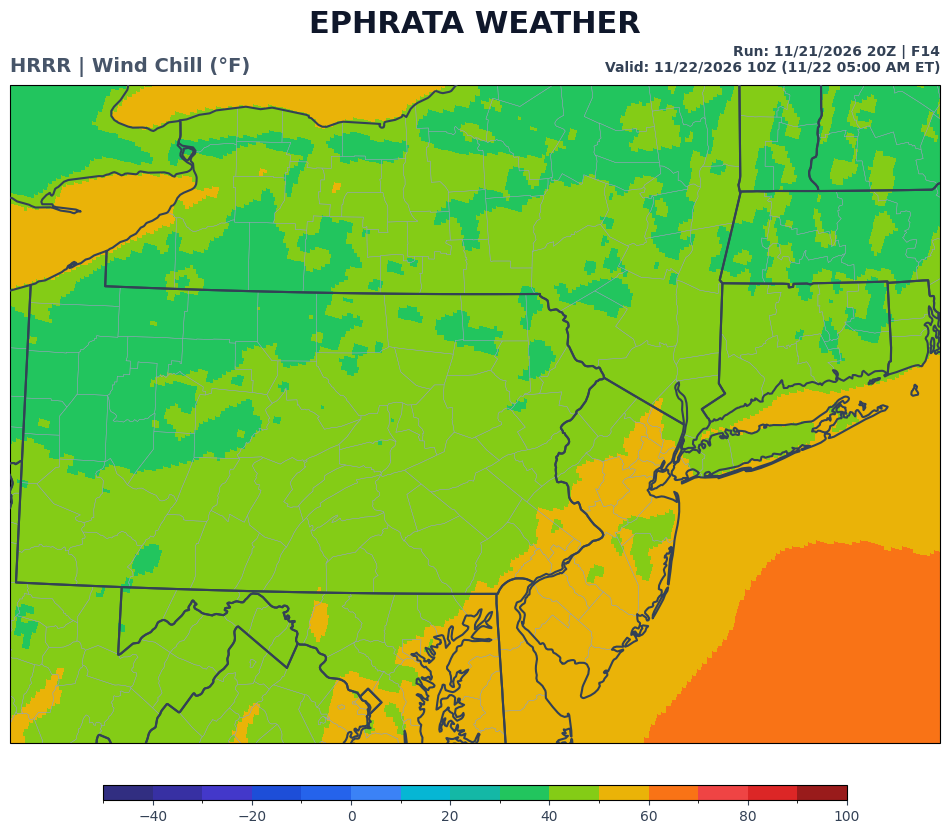 EPHRATA WEATHER
HRRR | Wind Chill (°F)
Run: 11/21/2026 20Z | F14
Valid: 11/22/2026 10Z (11/22 05:00 AM ET)
−40 −20 0 20 40 60 80 100